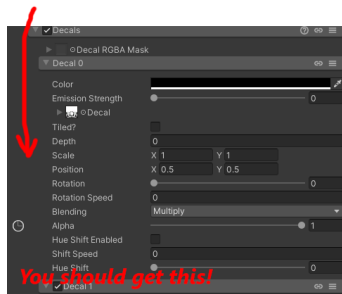 Decals
Decal RGBA Mask
Decal 0
Color
Emission Strength 0
Decal
Tiled?
Depth 0
Scale X 1 Y 1
Position X 0.5 Y 0.5
Rotation 0
Rotation Speed 0
Blending Multiply
Alpha 1
Hue Shift Enabled
Shift Speed 0
Hue Shift 0
You should get this!
Decal 1